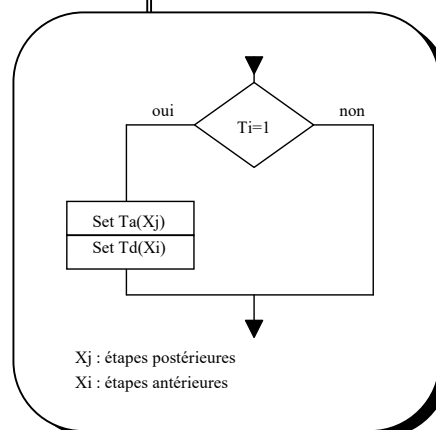 oui
non
Ti=1
Set Ta(Xj)
Set Td(Xi)
Xj : étapes postérieures
Xi : étapes antérieures